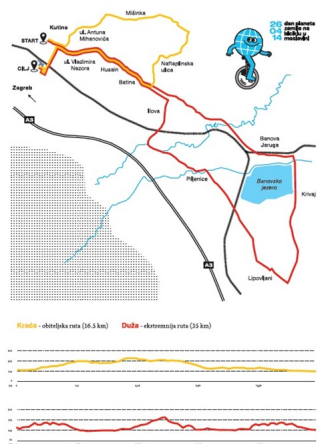 Mišinka
Kutina
START
ul. Antuna
Mihanovića
26
04
14
dan planeta
zemlje na
biciklu w
moslavini
CILJ
ul. Vladimira
Nazora
Husain
Naftaplinska
ulica
Batina
Zagreb
A3
Ilova
Banova
Jaruga
Piljenice
Banovsko
jezero
Krivaj
A3
Lipovljani
Kraća - obiteljska ruta (16.5 km)
Duža - ekstremnija ruta (35 km)